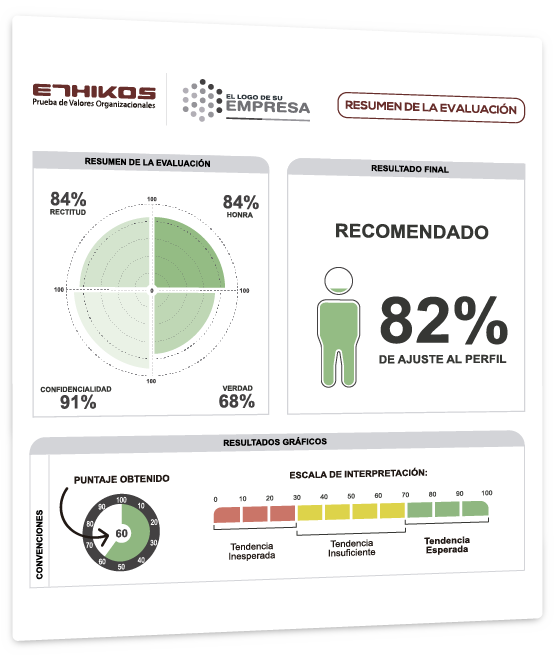 ETHIKOS
Prueba de Valores Organizacionales
EL LOGO DE SU
EMPRESA
RESUMEN DE LA EVALUACIÓN
RESUMEN DE LA EVALUACIÓN
84%
RECTITUD
100
84%
HONRA
100
0
100
100
CONFIDENCIALIDAD
91%
VERDAD
68%
RESULTADO FINAL
RECOMENDADO
82%
DE AJUSTE AL PERFIL
RESULTADOS GRÁFICOS
CONVENCIONES
PUNTAJE OBTENIDO
100
10
20
30
40
50
60
70
80
90
60
ESCALA DE INTERPRETACIÓN:
0 10 20 30 40 50 60 70 80 90 100
Tendencia
Inesperada
Tendencia
Insuficiente
Tendencia
Esperada